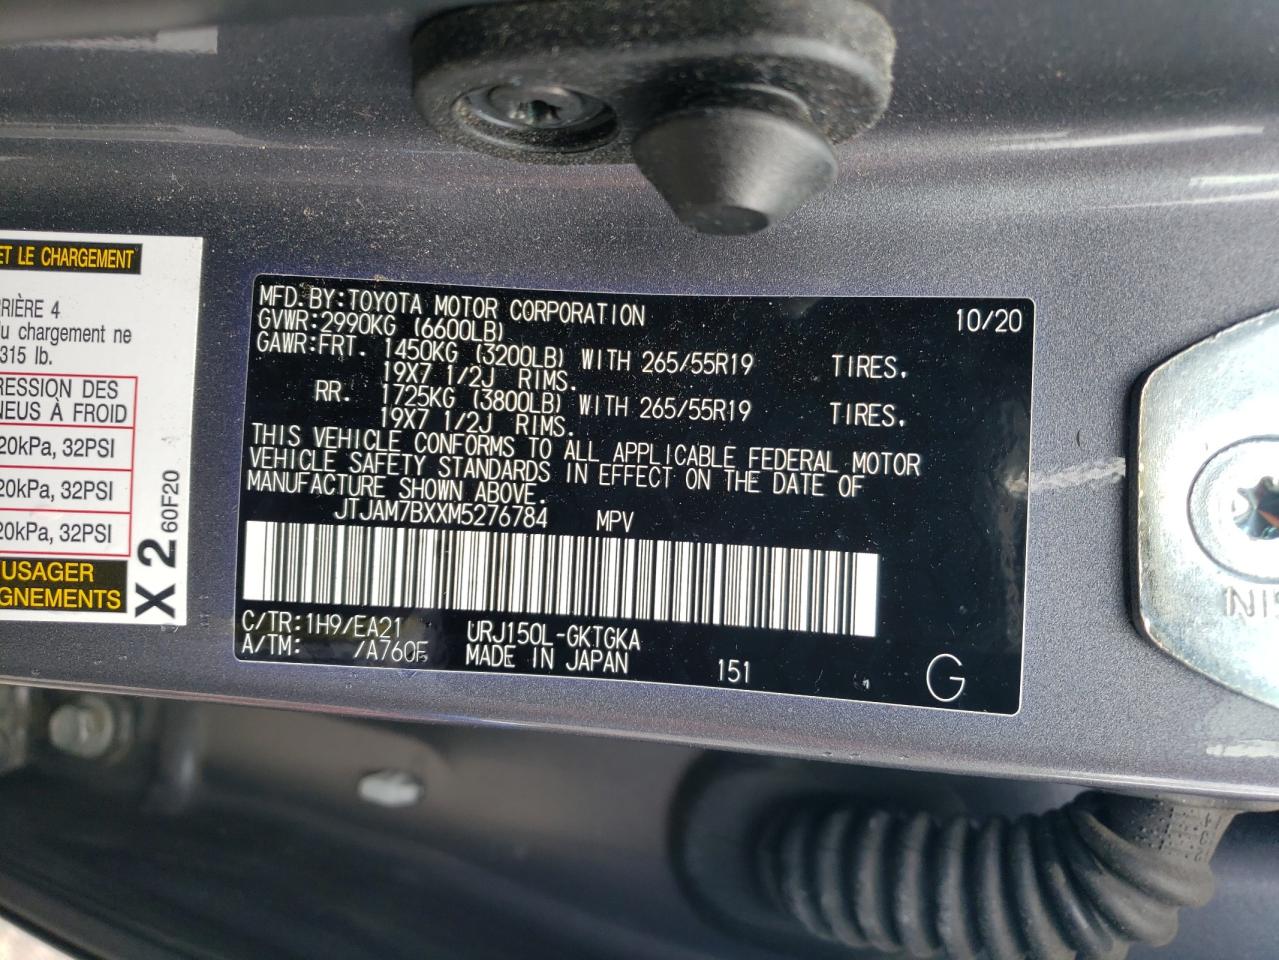 ET LE CHARGEMENT
RIÈRE 4
u chargement ne
315 lb.
RESSION DES
NEUS À FROID
20kPa, 32PSI
20kPa, 32PSI
20kPa, 32PSI
USAGER
GNEMENTS
X 2
60F20
MFD. BY: TOYOTA MOTOR CORPORATION 10/20
GVWR: 2990KG (6600LB)
GAWR: FRT. 1450KG (3200LB) WITH 265/55R19 TIRES.
19X7 1/2J RIMS.
RR. 1725KG (3800LB) WITH 265/55R19 TIRES.
19X7 1/2J RIMS.
THIS VEHICLE CONFORMS TO ALL APPLICABLE FEDERAL MOTOR
VEHICLE SAFETY STANDARDS IN EFFECT ON THE DATE OF
MANUFACTURE SHOWN ABOVE.
JTJAM7BXXM5276784 MPV
C/TR: 1H9/EA21 URJ150L-GKTGKA
A/TM: /A760F MADE IN JAPAN 151 G